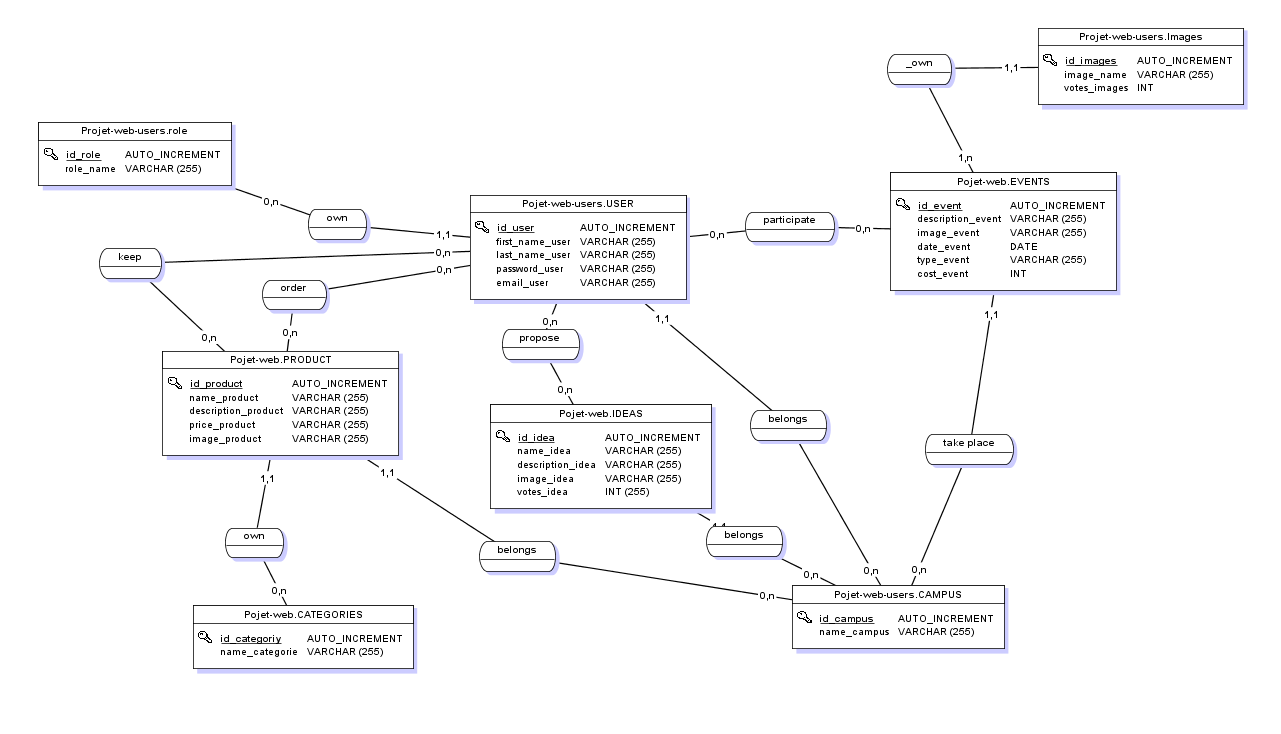 Projet-web-users.Images
id_images AUTO_INCREMENT
image_name VARCHAR (255)
votes_images INT
_own
1,1
1,n
Projet-web-users.role
id_role AUTO_INCREMENT
role_name VARCHAR (255)
0,n
own
1,1
Pojet-web-users.USER
id_user AUTO_INCREMENT
first_name_user VARCHAR (255)
last_name_user VARCHAR (255)
password_user VARCHAR (255)
email_user VARCHAR (255)
0,n
participate
0,n
Pojet-web.EVENTS
id_event AUTO_INCREMENT
description_event VARCHAR (255)
image_event VARCHAR (255)
date_event DATE
type_event VARCHAR (255)
cost_event INT
keep
0,n
0,n
order
0,n
0,n
0,n
propose
0,n
1,1
belongs
0,n
1,1
take place
0,n
Pojet-web.PRODUCT
id_product AUTO_INCREMENT
name_product VARCHAR (255)
description_product VARCHAR (255)
price_product VARCHAR (255)
image_product VARCHAR (255)
Pojet-web.IDEAS
id_idea AUTO_INCREMENT
name_idea VARCHAR (255)
description_idea VARCHAR (255)
image_idea VARCHAR (255)
votes_idea INT (255)
1,1
own
0,n
1,1
belongs
0,n
1,1
belongs
0,n
Pojet-web.CATEGORIES
id_categoriy AUTO_INCREMENT
name_categorie VARCHAR (255)
Pojet-web-users.CAMPUS
id_campus AUTO_INCREMENT
name_campus VARCHAR (255)